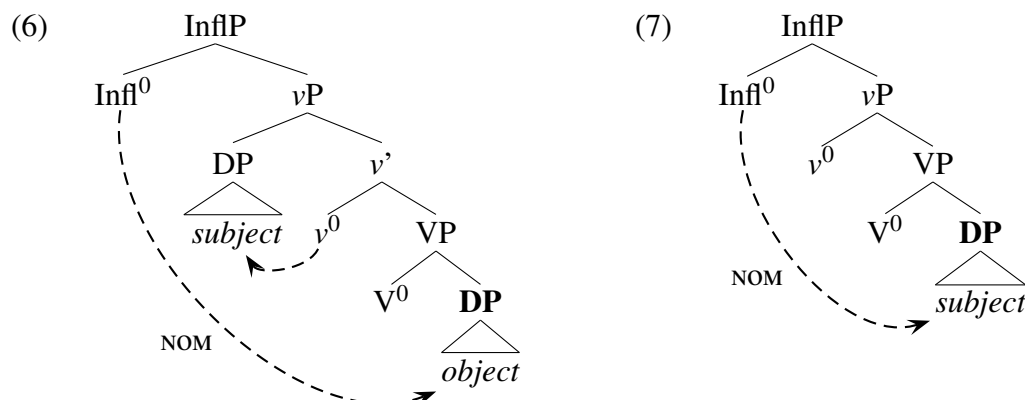 (6) InflP (7) InflP
Infl⁰ vP Infl⁰ vP
DP v’ v⁰ VP
subject v⁰ VP V⁰ DP
V⁰ DP NOM subject
NOM object